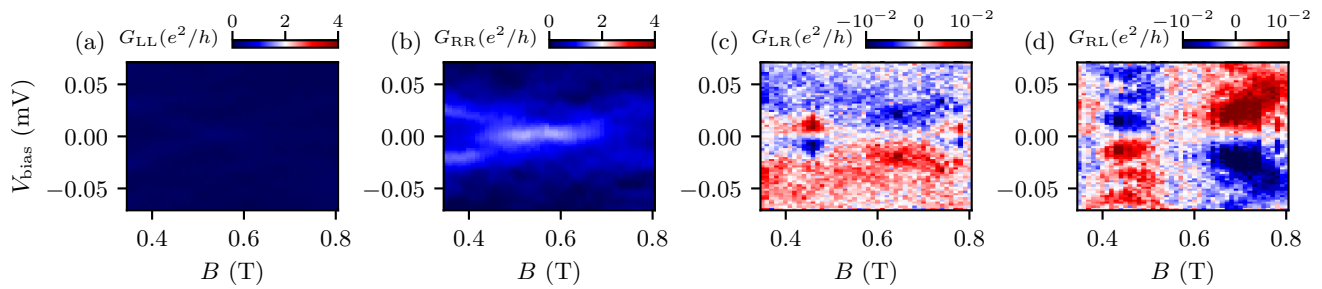 (a) G_LL(e²/h) 0 2 4
(b) G_RR(e²/h) 0 2 4
(c) G_LR(e²/h) −10⁻² 0 10⁻²
(d) G_RL(e²/h) −10⁻² 0 10⁻²
V_bias (mV)
0.05 0.00 −0.05
0.05 0.00 −0.05
0.05 0.00 −0.05
0.05 0.00 −0.05
0.4 0.6 0.8
0.4 0.6 0.8
0.4 0.6 0.8
0.4 0.6 0.8
B (T)
B (T)
B (T)
B (T)